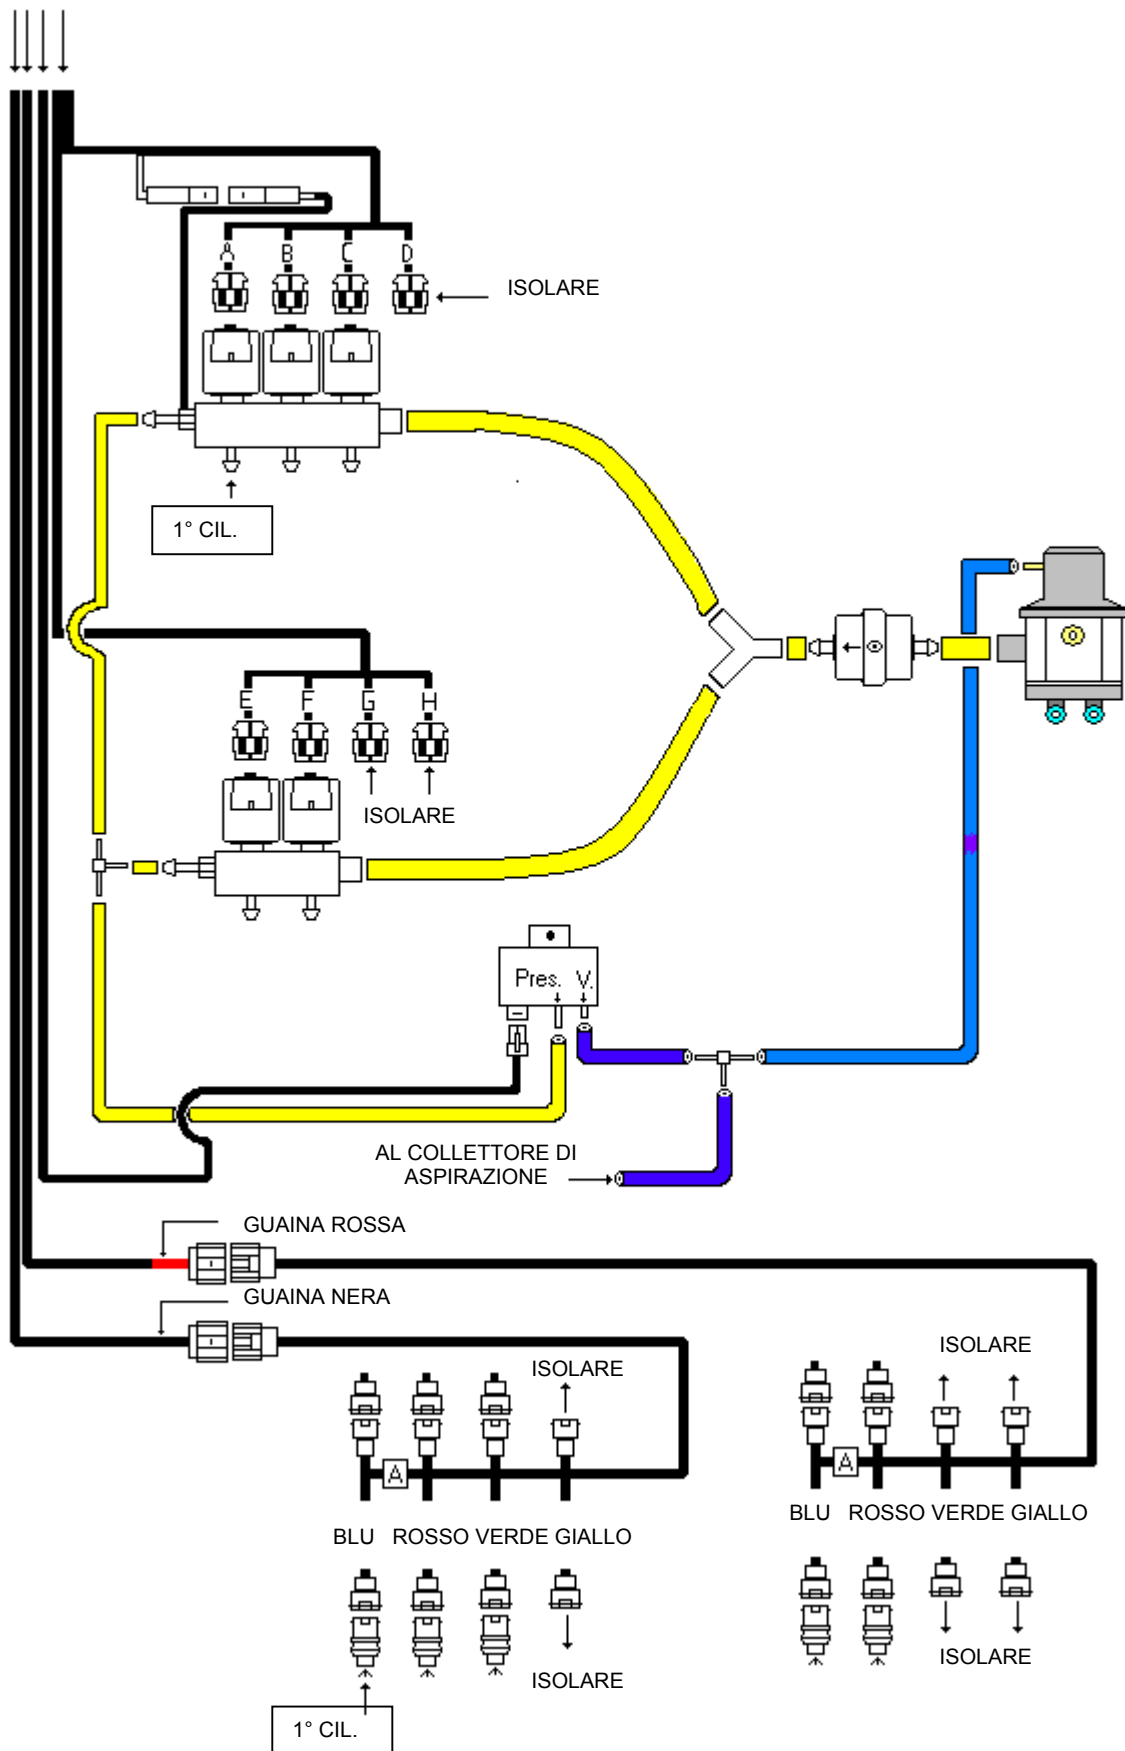 A B C D
ISOLARE
1° CIL.
E F G H
ISOLARE
Pres. V.
AL COLLETTORE DI
ASPIRAZIONE
GUAINA ROSSA
GUAINA NERA
ISOLARE
ISOLARE
A
A
BLU ROSSO VERDE GIALLO
BLU ROSSO VERDE GIALLO
ISOLARE
ISOLARE
1° CIL.